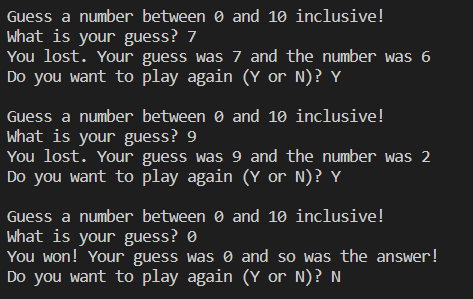 Guess a number between 0 and 10 inclusive!
What is your guess? 7
You lost. Your guess was 7 and the number was 6
Do you want to play again (Y or N)? Y
Guess a number between 0 and 10 inclusive!
What is your guess? 9
You lost. Your guess was 9 and the number was 2
Do you want to play again (Y or N)? Y
Guess a number between 0 and 10 inclusive!
What is your guess? 0
You won! Your guess was 0 and so was the answer!
Do you want to play again (Y or N)? N